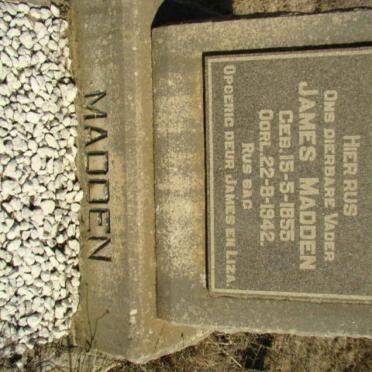 HIER RUS
ONS DIERBARE VADER
JAMES MADDEN
GEB. 15-5-1855
OORL. 22-8-1942.
RUS SAG
OPGERIG DEUR JAMES EN LIZA.
MADDEN